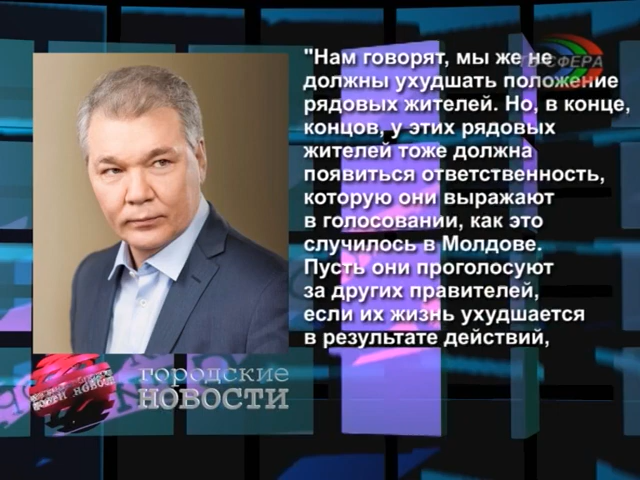 "Нам говорят, мы же не
должны ухудшать положение
рядовых жителей. Но, в конце,
концов, у этих рядовых
жителей тоже должна
появиться ответственность,
которую они выражают
в голосовании, как это
случилось в Молдове.
Пусть они проголосуют
за других правителей,
если их жизнь ухудшается
в результате действий,
СФЕРА
городские
НОВОСТИ